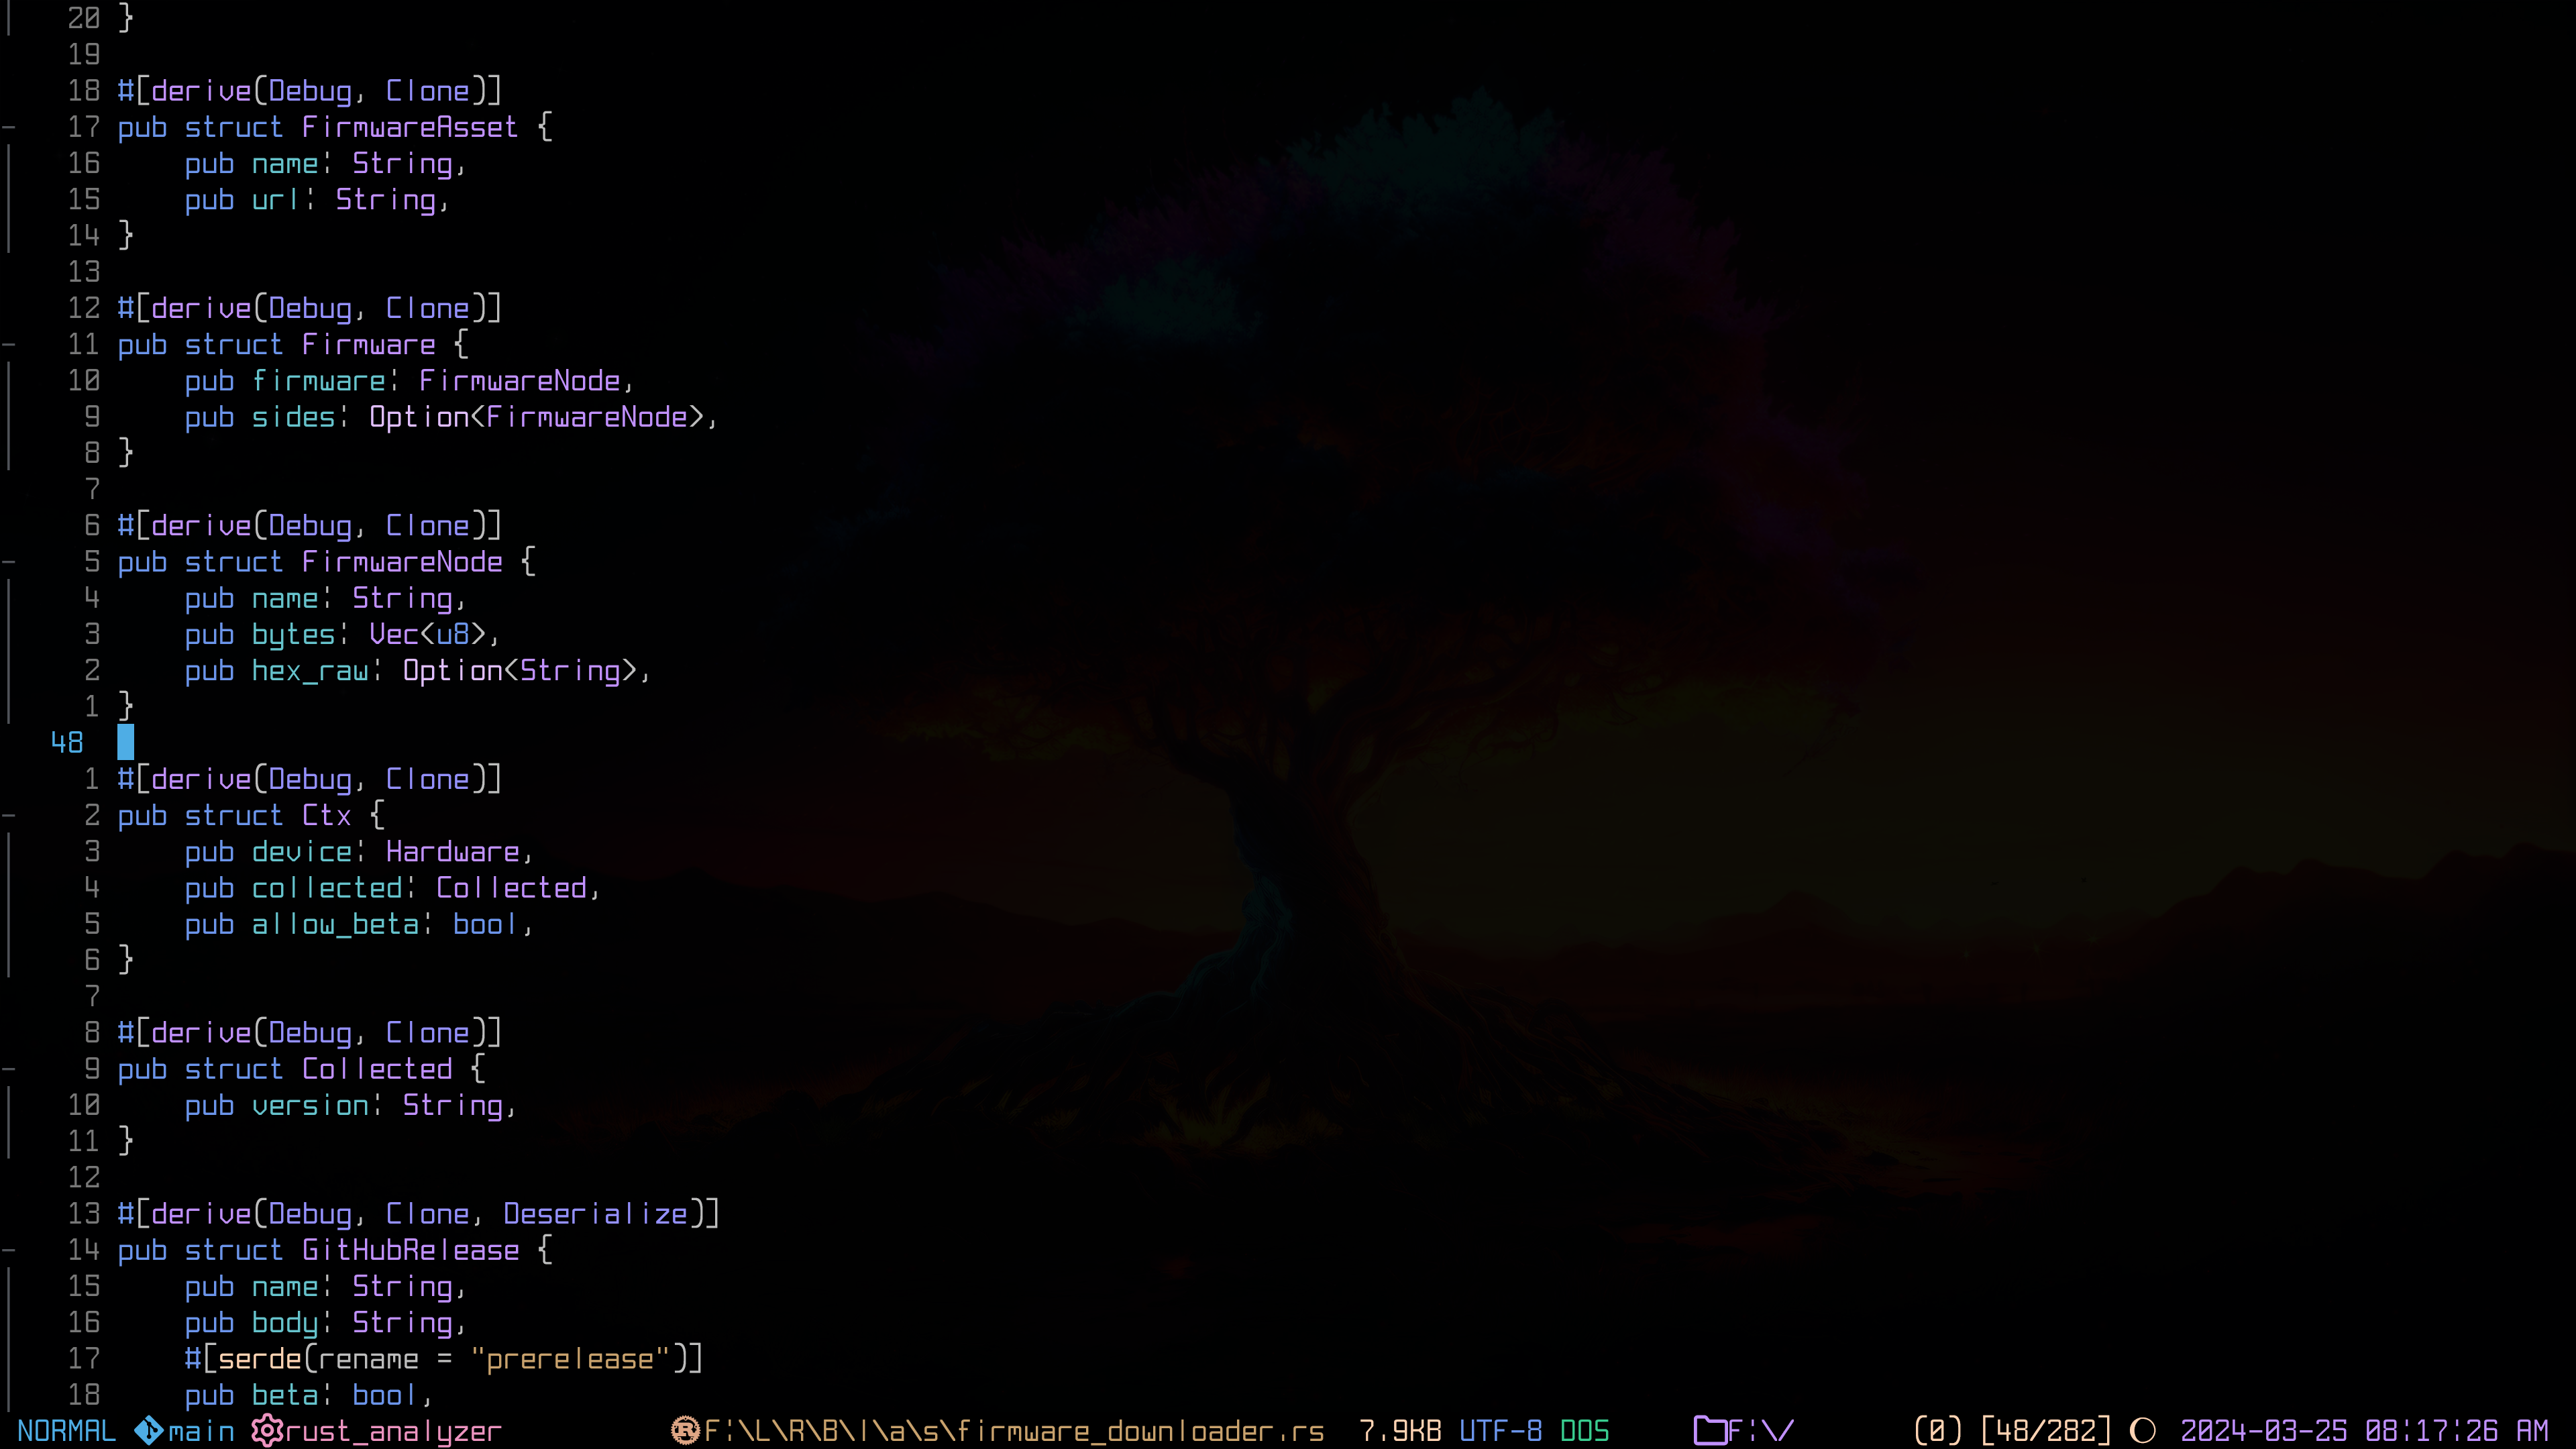 20 }
19
18 #[derive(Debug, Clone)]
17 pub struct FirmwareAsset {
16     pub name: String,
15     pub url: String,
14 }
13
12 #[derive(Debug, Clone)]
11 pub struct Firmware {
10     pub firmware: FirmwareNode,
9     pub sides: Option<FirmwareNode>,
8 }
7
6 #[derive(Debug, Clone)]
5 pub struct FirmwareNode {
4     pub name: String,
3     pub bytes: Vec<u8>,
2     pub hex_raw: Option<String>,
1 }
48
1 #[derive(Debug, Clone)]
2 pub struct Ctx {
3     pub device: Hardware,
4     pub collected: Collected,
5     pub allow_beta: bool,
6 }
7
8 #[derive(Debug, Clone)]
9 pub struct Collected {
10     pub version: String,
11 }
12
13 #[derive(Debug, Clone, Deserialize)]
14 pub struct GitHubRelease {
15     pub name: String,
16     pub body: String,
17     #[serde(rename = "prerelease")]
18     pub beta: bool,
NORMAL main rust_analyzer F:\L\R\B\l\a\s\firmware_downloader.rs 7.9KB UTF-8 DOS F:\/ (0) [48/282] 2024-03-25 08:17:26 AM